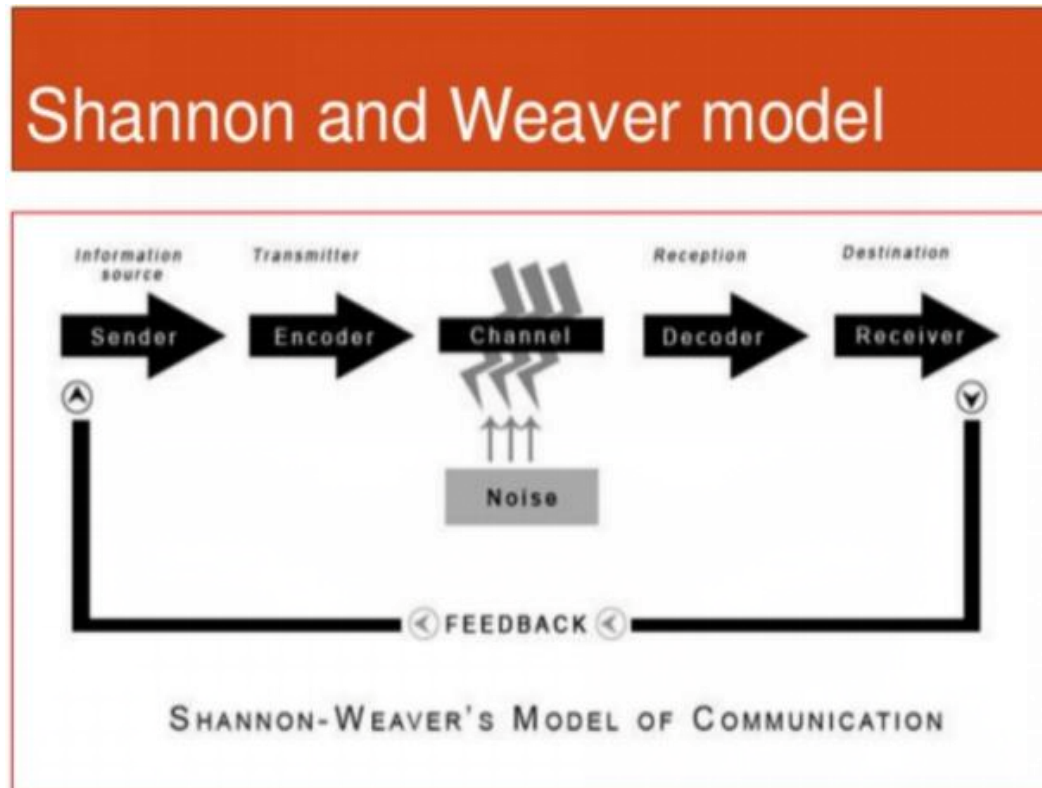 Shannon and Weaver model
Information
source
Transmitter
Reception
Destination
Sender
Encoder
Channel
Decoder
Receiver
Noise
FEEDBACK
SHANNON-WEAVER'S MODEL OF COMMUNICATION